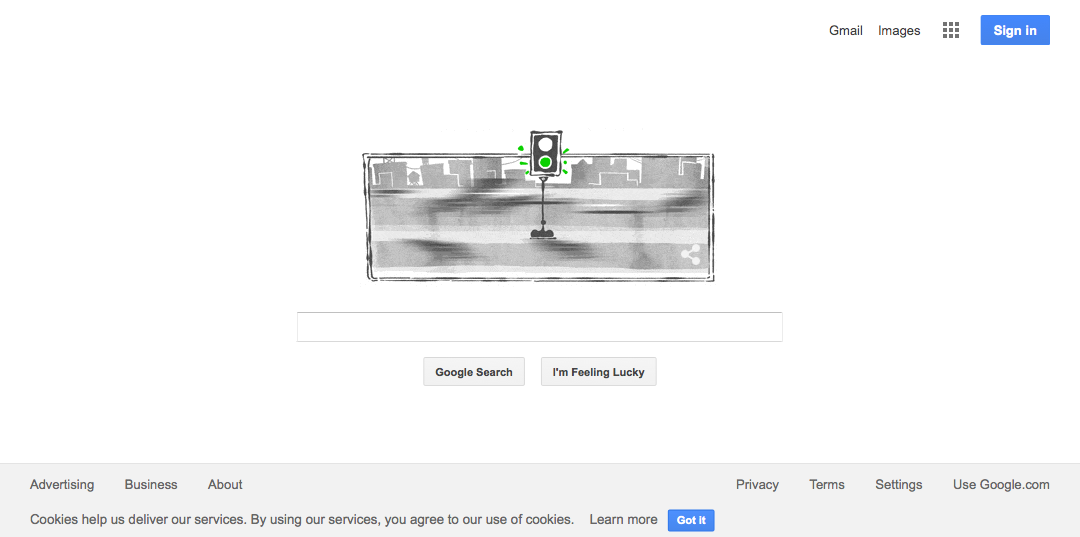 Gmail Images Sign in
Google Search I'm Feeling Lucky
Advertising Business About Privacy Terms Settings Use Google.com
Cookies help us deliver our services. By using our services, you agree to our use of cookies. Learn more Got it